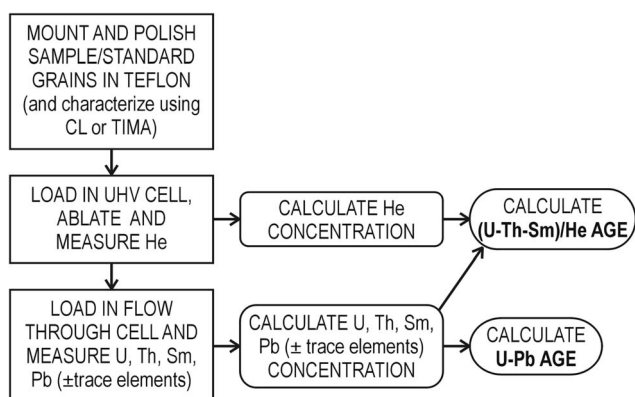 MOUNT AND POLISH
SAMPLE/STANDARD
GRAINS IN TEFLON
(and characterize using
CL or TIMA)
LOAD IN UHV CELL,
ABLATE AND
MEASURE He
CALCULATE He
CONCENTRATION
CALCULATE
(U-Th-Sm)/He AGE
LOAD IN FLOW
THROUGH CELL AND
MEASURE U, Th, Sm,
Pb (±trace elements)
CALCULATE U, Th, Sm,
Pb (± trace elements)
CONCENTRATION
CALCULATE
U-Pb AGE